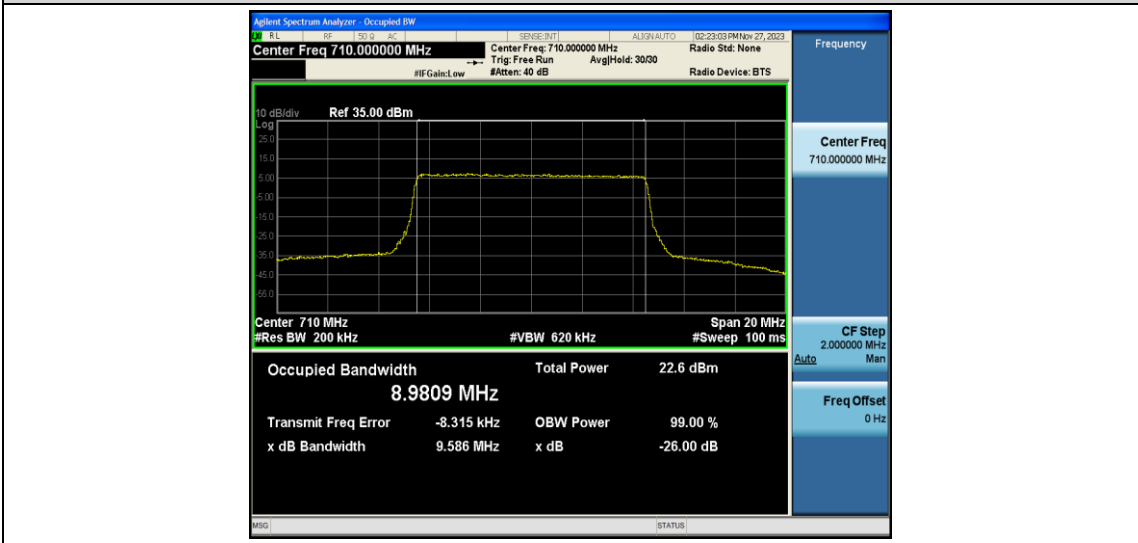 Agilent Spectrum Analyzer - Occupied BW
RL RF 50 Ω AC SENSE:INT ALIGNAUTO 02:23:03 PM Nov 27, 2023
Center Freq 710.000000 MHz
Center Freq: 710.000000 MHz Radio Std: None
Trig: Free Run Avg|Hold: 30/30
#IFGain:Low #Atten: 40 dB Radio Device: BTS
Frequency
10 dB/div Ref 35.00 dBm
Log
25.0
15.0
5.00
-5.00
-15.0
-25.0
-35.0
-45.0
-55.0
Center 710 MHz Span 20 MHz
#Res BW 200 kHz #VBW 620 kHz #Sweep 100 ms
Occupied Bandwidth Total Power 22.6 dBm
8.9809 MHz
Transmit Freq Error -8.315 kHz OBW Power 99.00 %
x dB Bandwidth 9.586 MHz x dB -26.00 dB
Center Freq
710.000000 MHz
CF Step
2.000000 MHz
Auto Man
Freq Offset
0 Hz
MSG STATUS